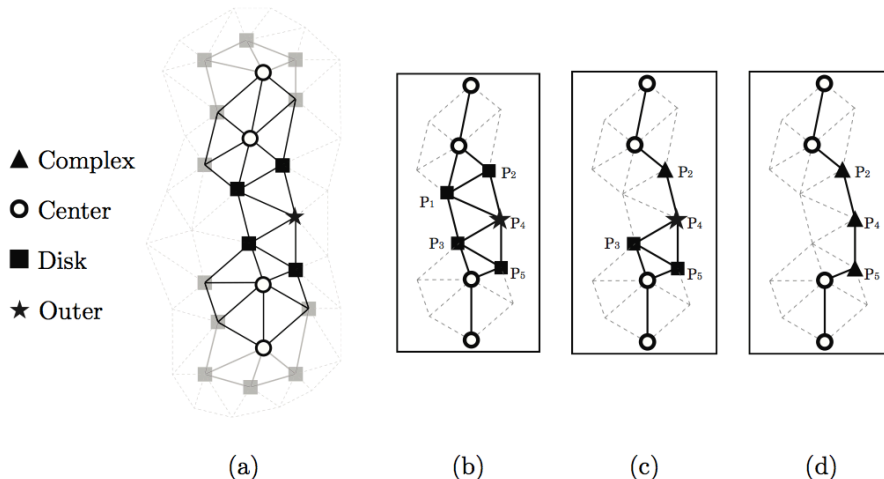 Complex
Center
Disk
Outer
P₁
P₂
P₃
P₄
P₅
P₂
P₃
P₄
P₅
P₂
P₄
P₅
(a)
(b)
(c)
(d)